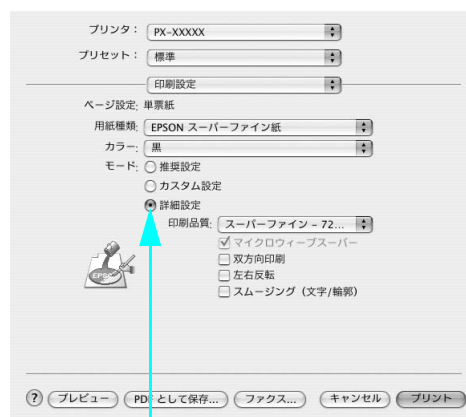 プリンタ： PX-XXXXX
プリセット： 標準
印刷設定
ページ設定: 単票紙
用紙種類: EPSON スーパーファイン紙
カラー: 黒
モード: 推奨設定
カスタム設定
詳細設定
印刷品質: スーパーファイン – 72...
マイクロウィーブスーパー
双方向印刷
左右反転
スムージング（文字/輪郭）
EPSON
? プレビュー PDFとして保存... ファクス... キャンセル プリント